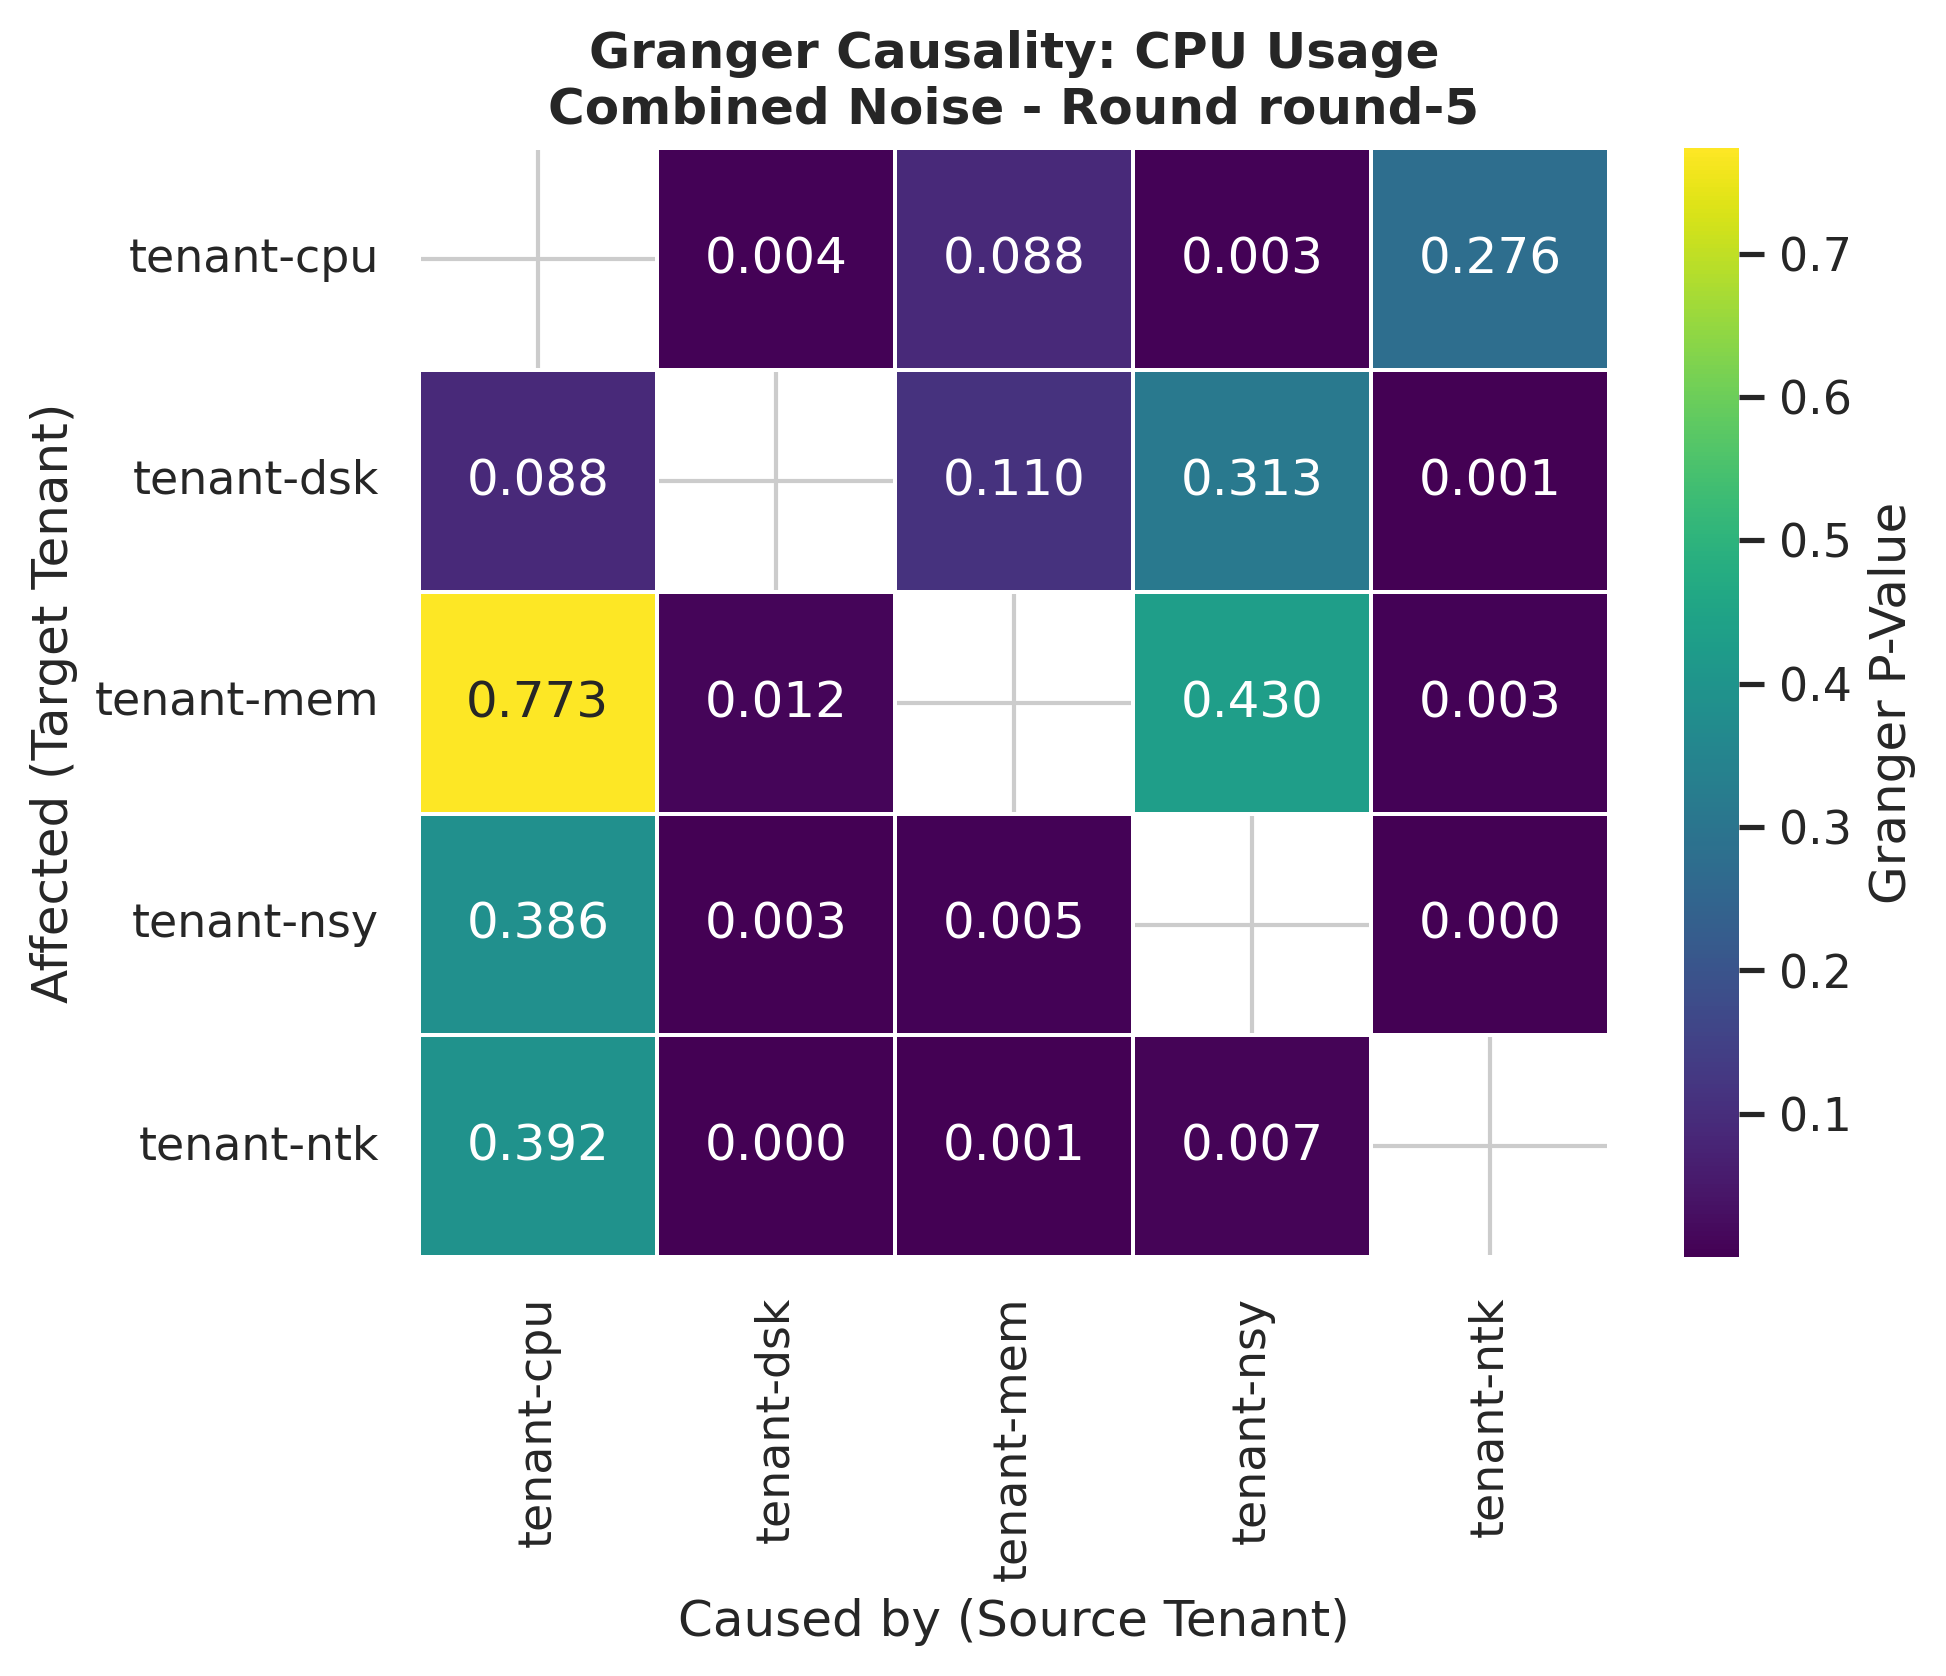 Granger Causality: CPU Usage
Combined Noise - Round round-5
Affected (Target Tenant)
tenant-cpu 0.004 0.088 0.003 0.276
tenant-dsk 0.088 0.110 0.313 0.001
tenant-mem 0.773 0.012 0.430 0.003
tenant-nsy 0.386 0.003 0.005 0.000
tenant-ntk 0.392 0.000 0.001 0.007
tenant-cpu
tenant-dsk
tenant-mem
tenant-nsy
tenant-ntk
Caused by (Source Tenant)
0.7
0.6
0.5
0.4
0.3
0.2
0.1
Granger P-Value